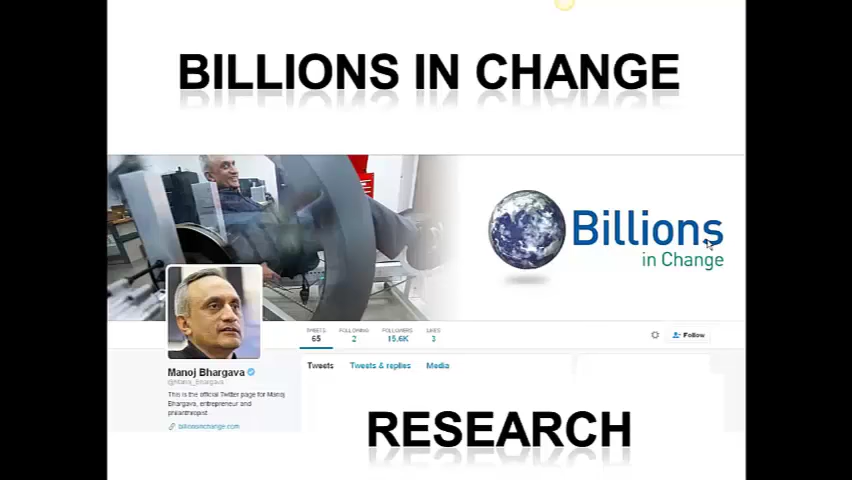 BILLIONS IN CHANGE
Billions
in Change
TWEETS FOLLOWING FOLLOWERS LIKES
65 2 15.6K 3
Follow
Manoj Bhargava
@Manoj_Bhargava
Tweets Tweets & replies Media
This is the official Twitter page for Manoj
Bhargava, entrepreneur and
philanthropist.
billionsinchange.com
RESEARCH